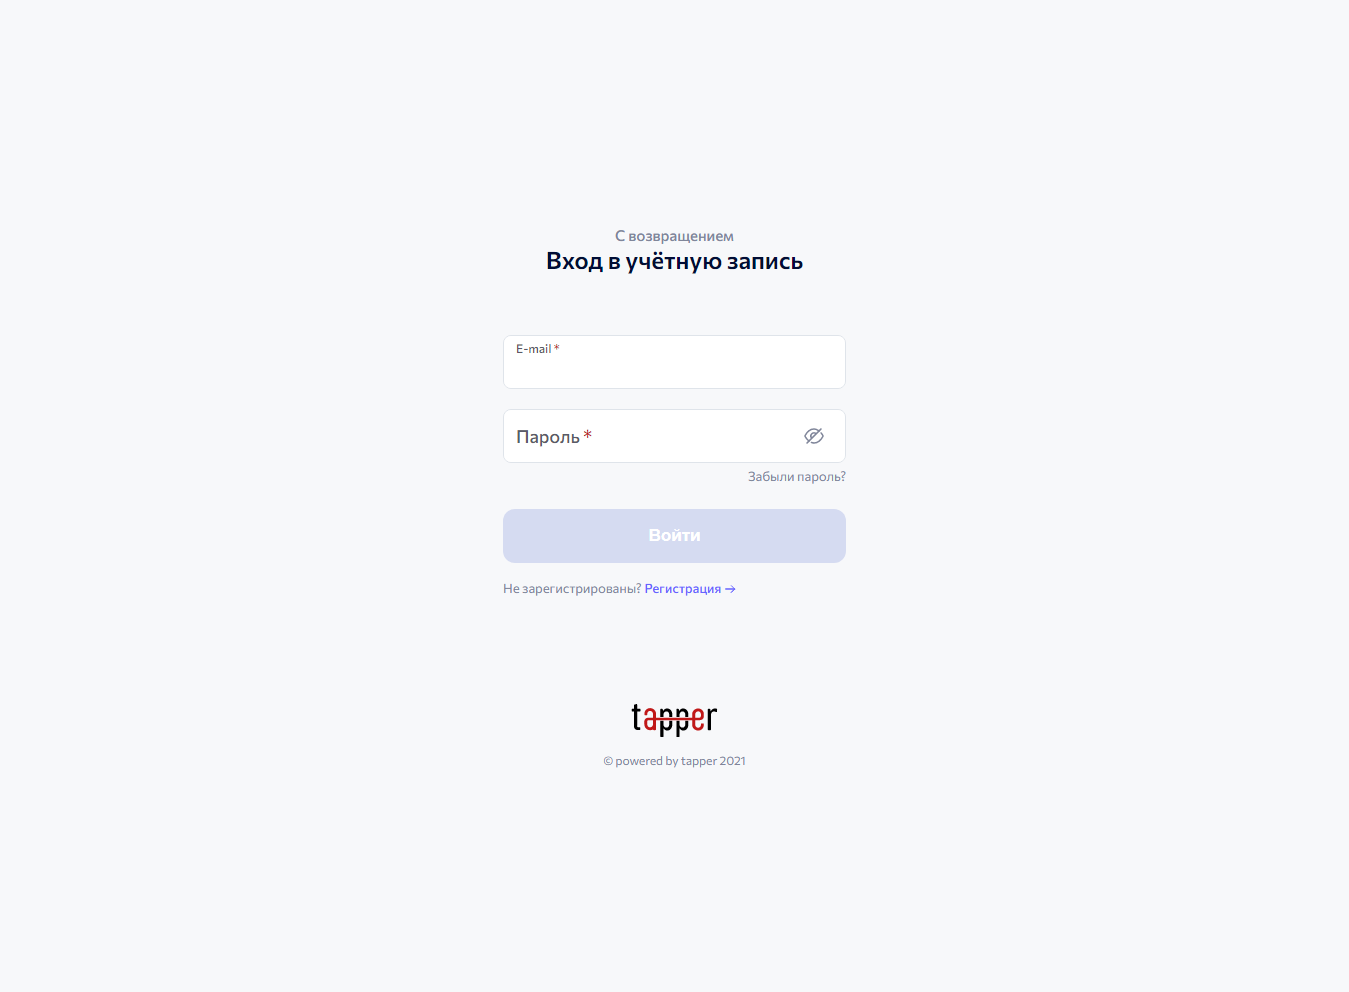 С возвращением
Вход в учётную запись
E-mail *
Пароль *
Забыли пароль?
Войти
Не зарегистрированы? Регистрация →
tapper
© powered by tapper 2021